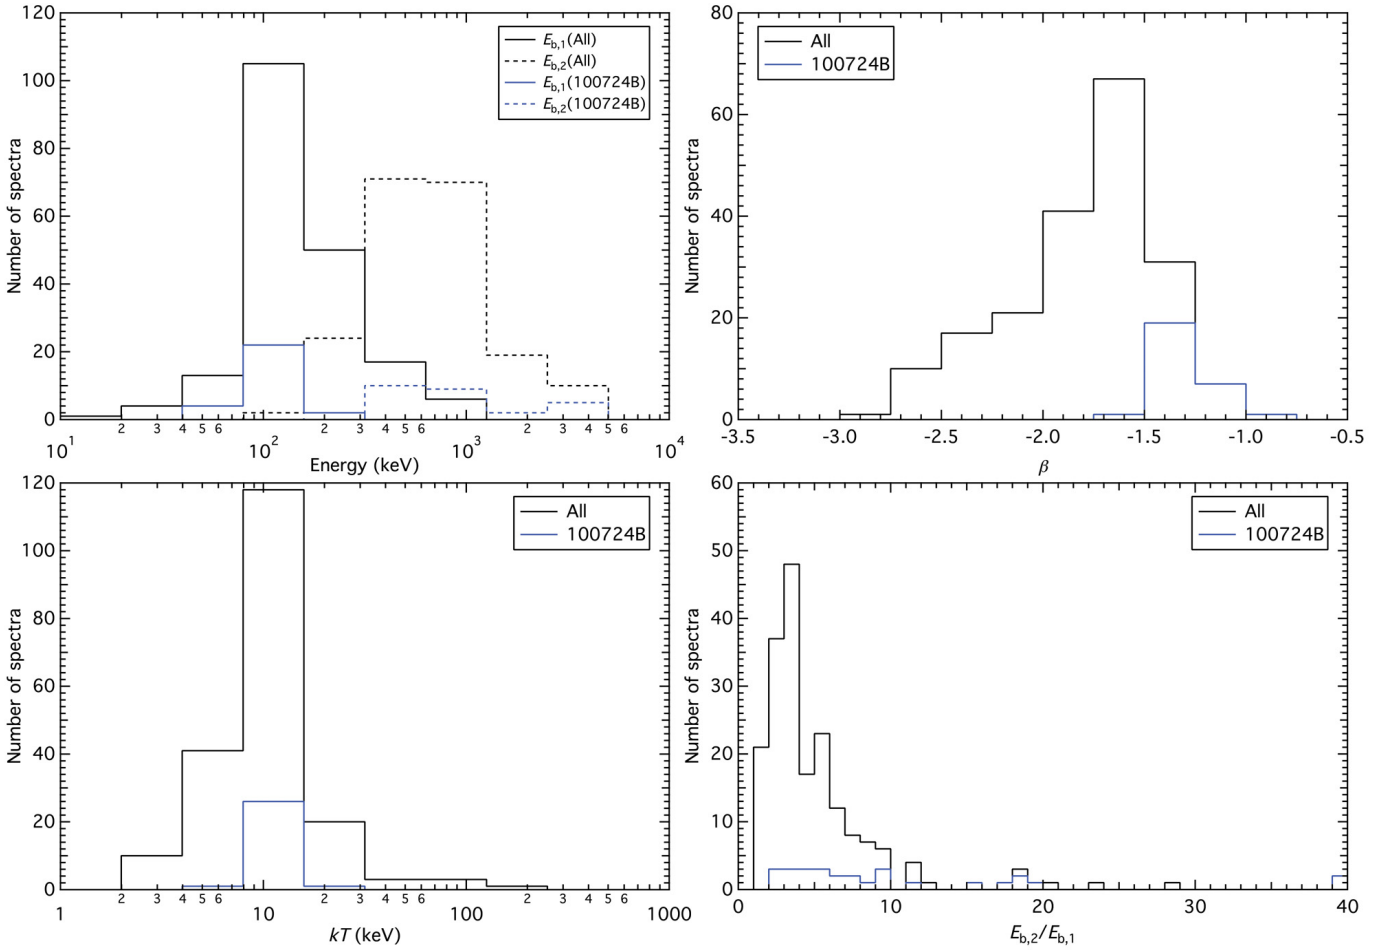 120
100
80
60
40
20
0
Number of spectra
E_b,1(All)
E_b,2(All)
E_b,1(100724B)
E_b,2(100724B)
2 3 4 5 6 2 3 4 5 6 2 3 4 5 6
10^1 10^2 10^3 10^4
Energy (keV)
80
60
40
20
0
Number of spectra
All
100724B
-3.5 -3.0 -2.5 -2.0 -1.5 -1.0 -0.5
β
120
100
80
60
40
20
0
Number of spectra
All
100724B
2 3 4 5 6 2 3 4 5 6 2 3 4 5 6
1 10 100 1000
kT (keV)
60
50
40
30
20
10
0
Number of spectra
All
100724B
0 10 20 30 40
E_b,2/E_b,1